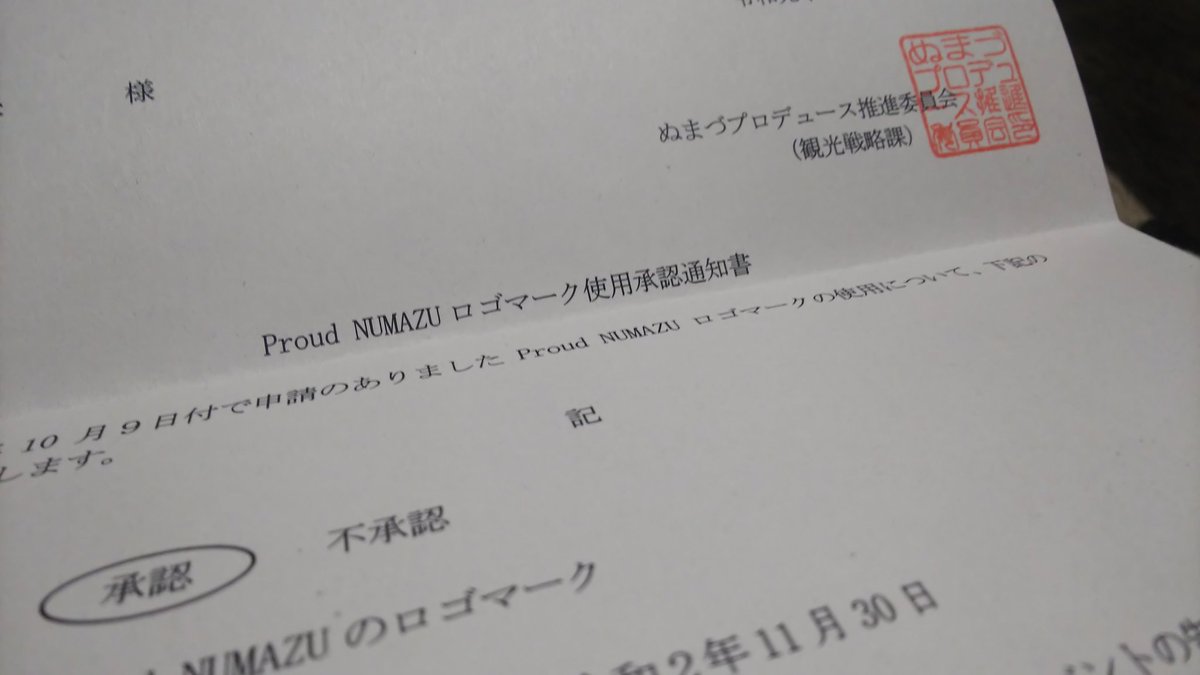 様
ぬまづプロデュース推進委員会
(観光戦略課)
ぬまづ
プロデュ
ース推進
員会
Proud NUMAZU ロゴマーク使用承認通知書
10 月 9 日付で申請のありました Proud NUMAZU ロゴマークの使用について、下記の
します。
記
承認 不承認
NUMAZU のロゴマーク
和2年11月30日
ントの